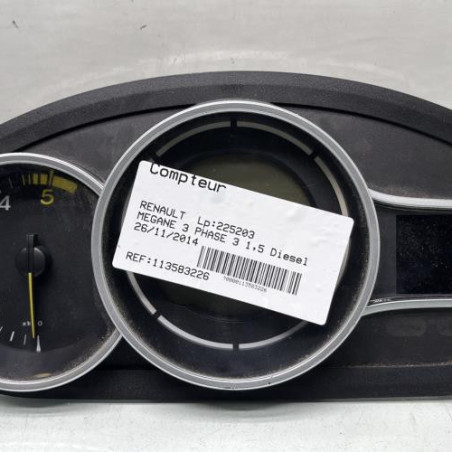 Compteur
RENAULT Lp:225203
MEGANE 3 PHASE 3 1,5 Diesel
26/11/2014
REF:113583226
4 5